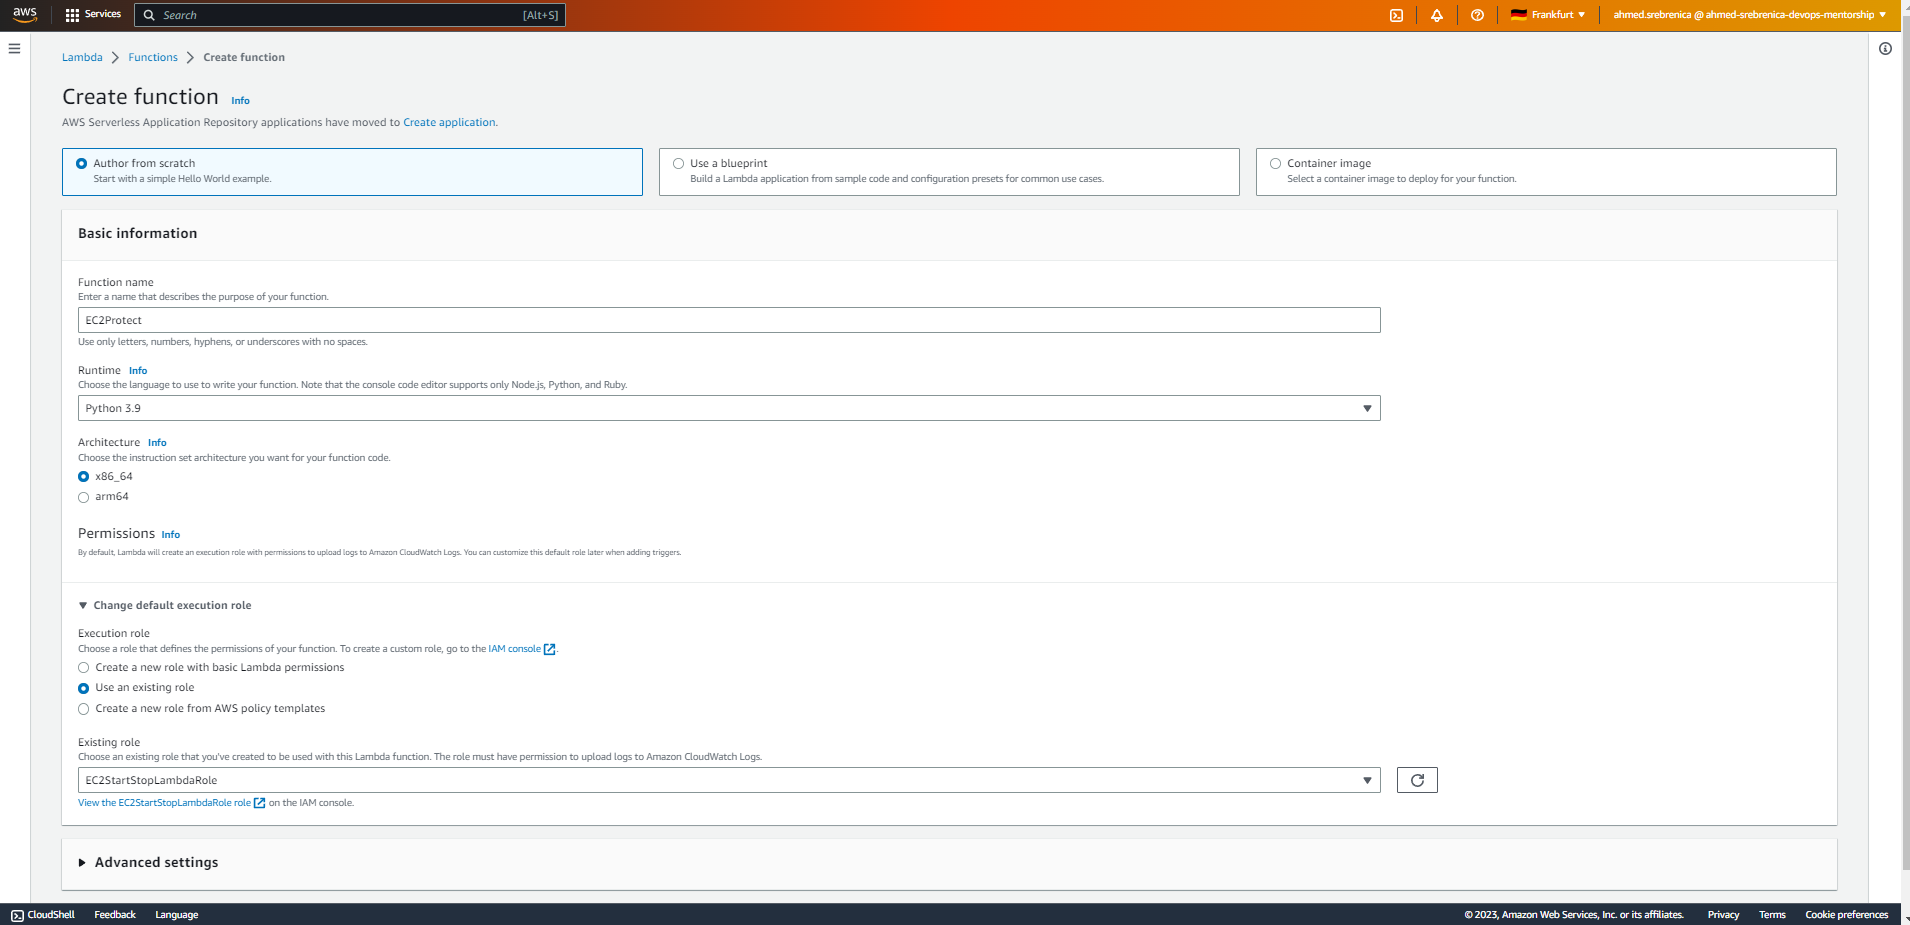 aws Services Search [Alt+S] Frankfurt ahmed.srebrenica @ ahmed-srebrenica-devops-mentorship
Lambda Functions Create function
Create function Info
AWS Serverless Application Repository applications have moved to Create application.
Author from scratch
Start with a simple Hello World example.
Use a blueprint
Build a Lambda application from sample code and configuration presets for common use cases.
Container image
Select a container image to deploy for your function.
Basic information
Function name
Enter a name that describes the purpose of your function.
EC2Protect
Use only letters, numbers, hyphens, or underscores with no spaces.
Runtime Info
Choose the language to use to write your function. Note that the console code editor supports only Node.js, Python, and Ruby.
Python 3.9
Architecture Info
Choose the instruction set architecture you want for your function code.
x86_64
arm64
Permissions Info
By default, Lambda will create an execution role with permissions to upload logs to Amazon CloudWatch Logs. You can customize this default role later when adding triggers.
Change default execution role
Execution role
Choose a role that defines the permissions of your function. To create a custom role, go to the IAM console.
Create a new role with basic Lambda permissions
Use an existing role
Create a new role from AWS policy templates
Existing role
Choose an existing role that you've created to be used with this Lambda function. The role must have permission to upload logs to Amazon CloudWatch Logs.
EC2StartStopLambdaRole
View the EC2StartStopLambdaRole role on the IAM console.
Advanced settings
CloudShell Feedback Language © 2023, Amazon Web Services, Inc. or its affiliates. Privacy Terms Cookie preferences